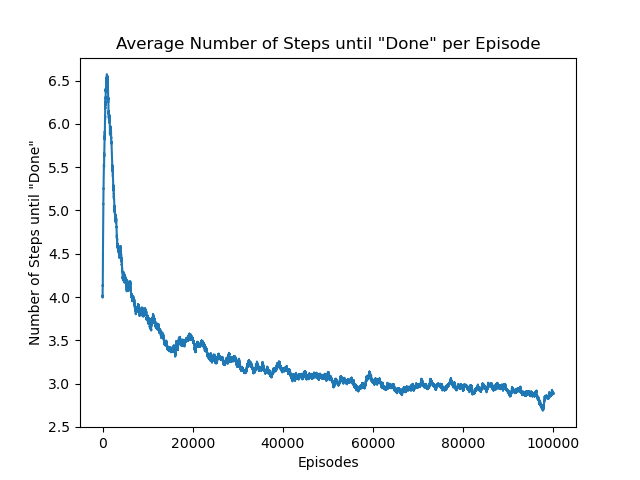 Average Number of Steps until "Done" per Episode
Number of Steps until "Done"
6.5
6.0
5.5
5.0
4.5
4.0
3.5
3.0
2.5
0 20000 40000 60000 80000 100000
Episodes